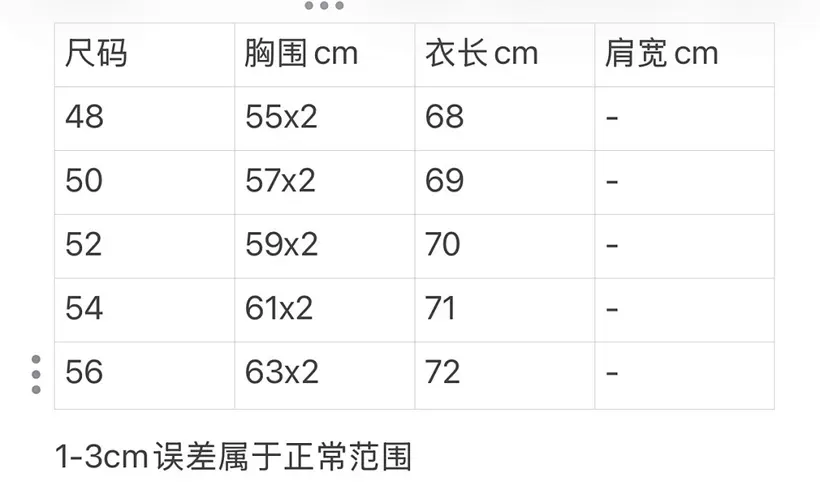 尺码 胸围cm 衣长cm 肩宽cm
48 55x2 68 -
50 57x2 69 -
52 59x2 70 -
54 61x2 71 -
56 63x2 72 -
1-3cm误差属于正常范围